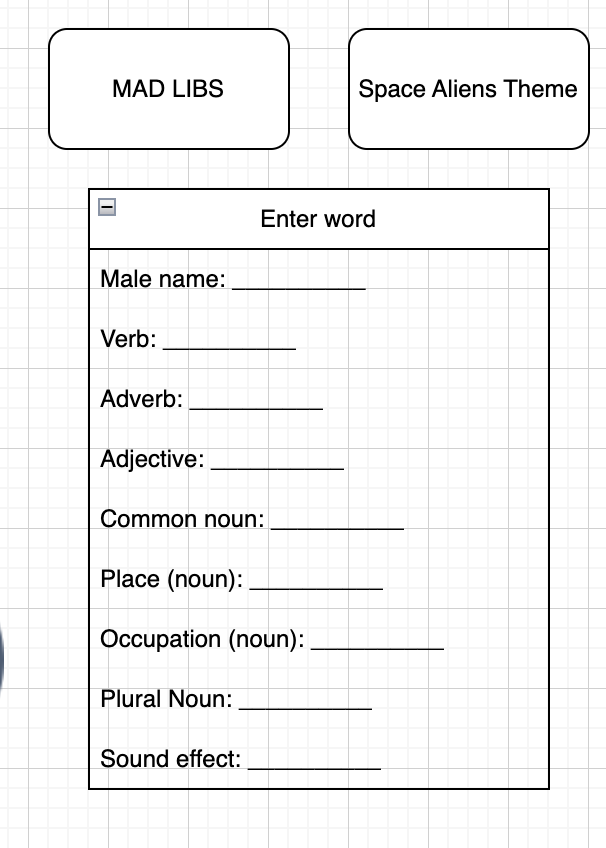 MAD LIBS
Space Aliens Theme
Enter word
Male name: __________
Verb: __________
Adverb: __________
Adjective: __________
Common noun: __________
Place (noun): __________
Occupation (noun): __________
Plural Noun: __________
Sound effect: __________